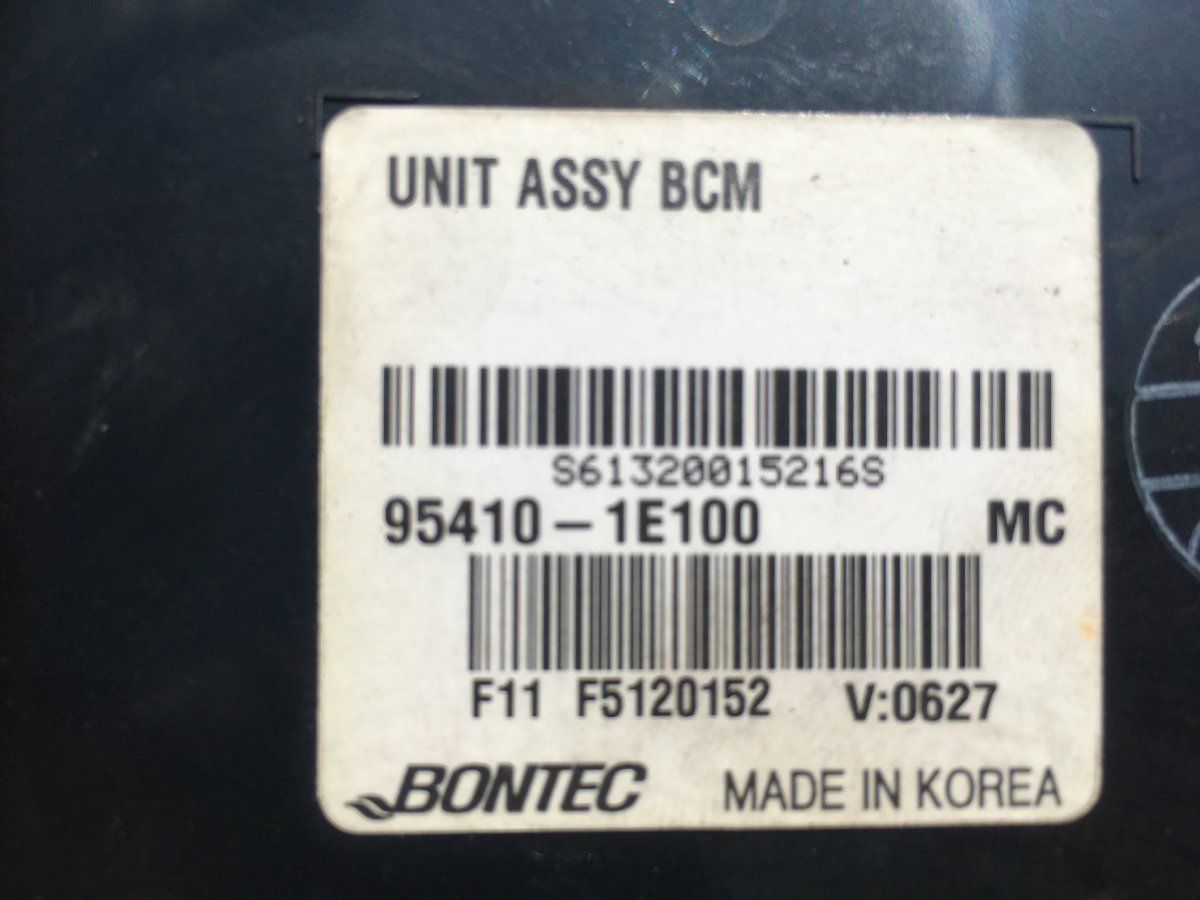 UNIT ASSY BCM
S61320015216S
95410-1E100 MC
F11 F5120152 V:0627
BONTEC MADE IN KOREA